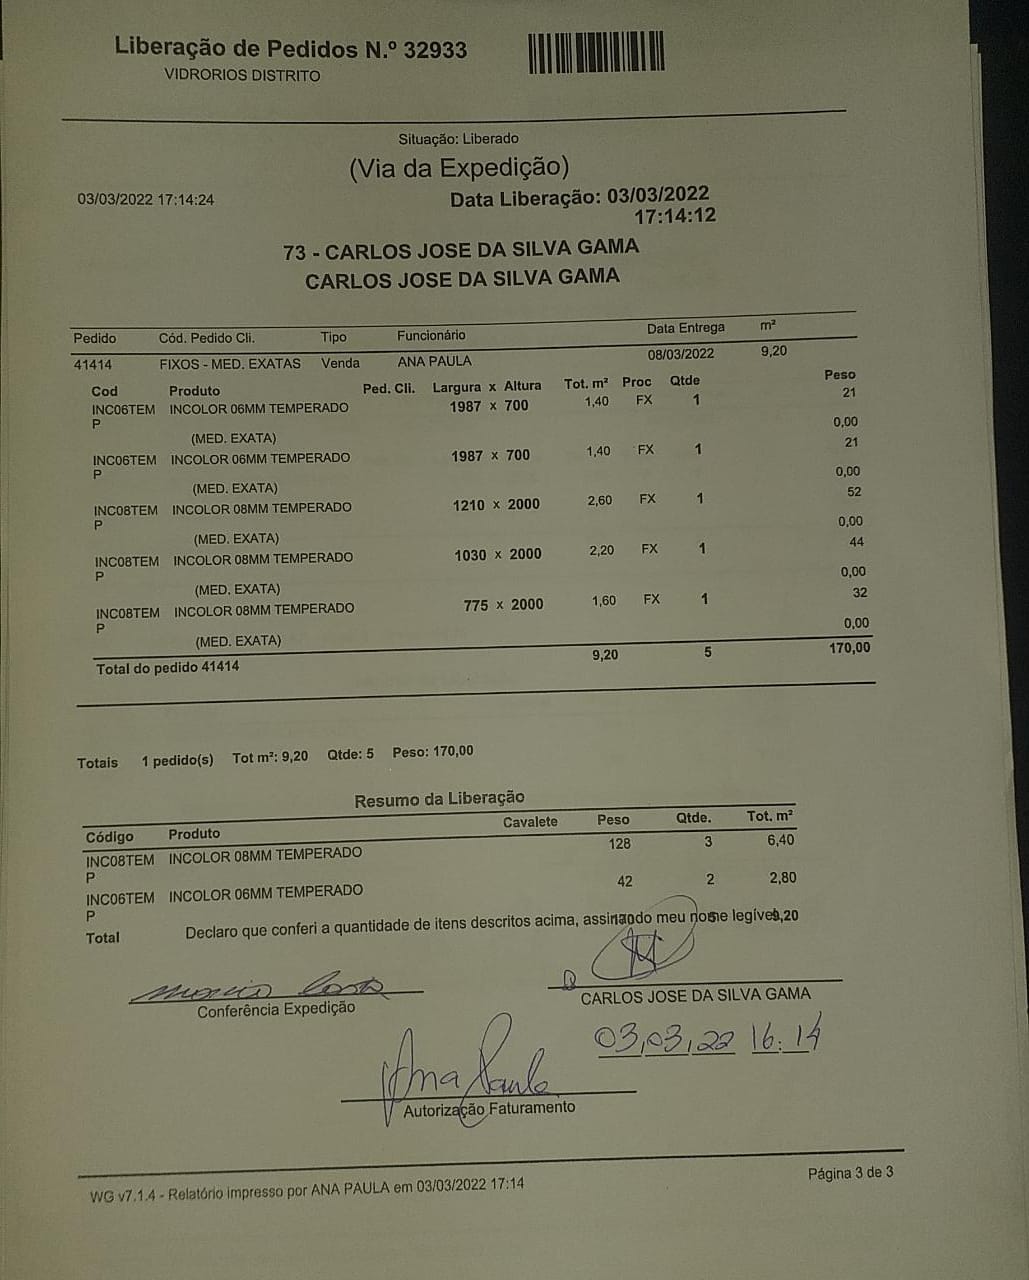 Liberação de Pedidos N.º 32933
VIDRORIOS DISTRITO
Situação: Liberado
(Via da Expedição)
03/03/2022 17:14:24 Data Liberação: 03/03/2022
17:14:12
73 - CARLOS JOSE DA SILVA GAMA
CARLOS JOSE DA SILVA GAMA
Pedido Cód. Pedido Cli. Tipo Funcionário Data Entrega m²
41414 FIXOS - MED. EXATAS Venda ANA PAULA 08/03/2022 9,20
Cod Produto Ped. Cli. Largura x Altura Tot. m² Proc Qtde Peso
INC06TEM INCOLOR 06MM TEMPERADO 1987 x 700 1,40 FX 1 21
P 0,00
(MED. EXATA)
INC06TEM INCOLOR 06MM TEMPERADO 1987 x 700 1,40 FX 1 21
P 0,00
(MED. EXATA)
INC08TEM INCOLOR 08MM TEMPERADO 1210 x 2000 2,60 FX 1 52
P 0,00
(MED. EXATA)
INC08TEM INCOLOR 08MM TEMPERADO 1030 x 2000 2,20 FX 1 44
P 0,00
(MED. EXATA)
INC08TEM INCOLOR 08MM TEMPERADO 775 x 2000 1,60 FX 1 32
P 0,00
(MED. EXATA)
Total do pedido 41414 9,20 5 170,00
Totais 1 pedido(s) Tot m²: 9,20 Qtde: 5 Peso: 170,00
Resumo da Liberação
Código Produto Cavalete Peso Qtde. Tot. m²
INC08TEM INCOLOR 08MM TEMPERADO 128 3 6,40
P
INC06TEM INCOLOR 06MM TEMPERADO 42 2 2,80
P
Total 170 5 9,20
Declaro que conferi a quantidade de itens descritos acima, assinando meu nome legível.
Conferência Expedição
CARLOS JOSE DA SILVA GAMA
03,03,22 16:14
Ana Paula
Autorização Faturamento
WG v7.1.4 - Relatório impresso por ANA PAULA em 03/03/2022 17:14 Página 3 de 3